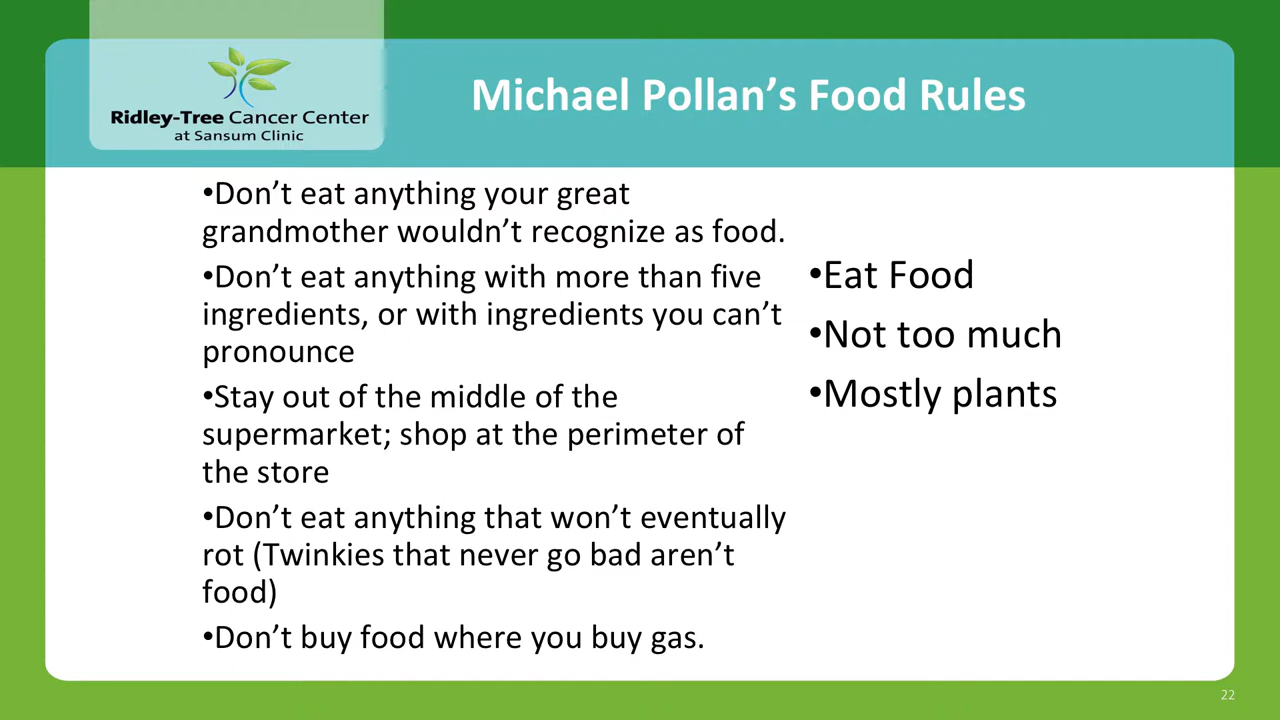 Ridley-Tree Cancer Center
at Sansum Clinic
Michael Pollan’s Food Rules
•Don’t eat anything your great
grandmother wouldn’t recognize as food.
•Don’t eat anything with more than five
ingredients, or with ingredients you can’t
pronounce
•Stay out of the middle of the
supermarket; shop at the perimeter of
the store
•Don’t eat anything that won’t eventually
rot (Twinkies that never go bad aren’t
food)
•Don’t buy food where you buy gas.
•Eat Food
•Not too much
•Mostly plants
22